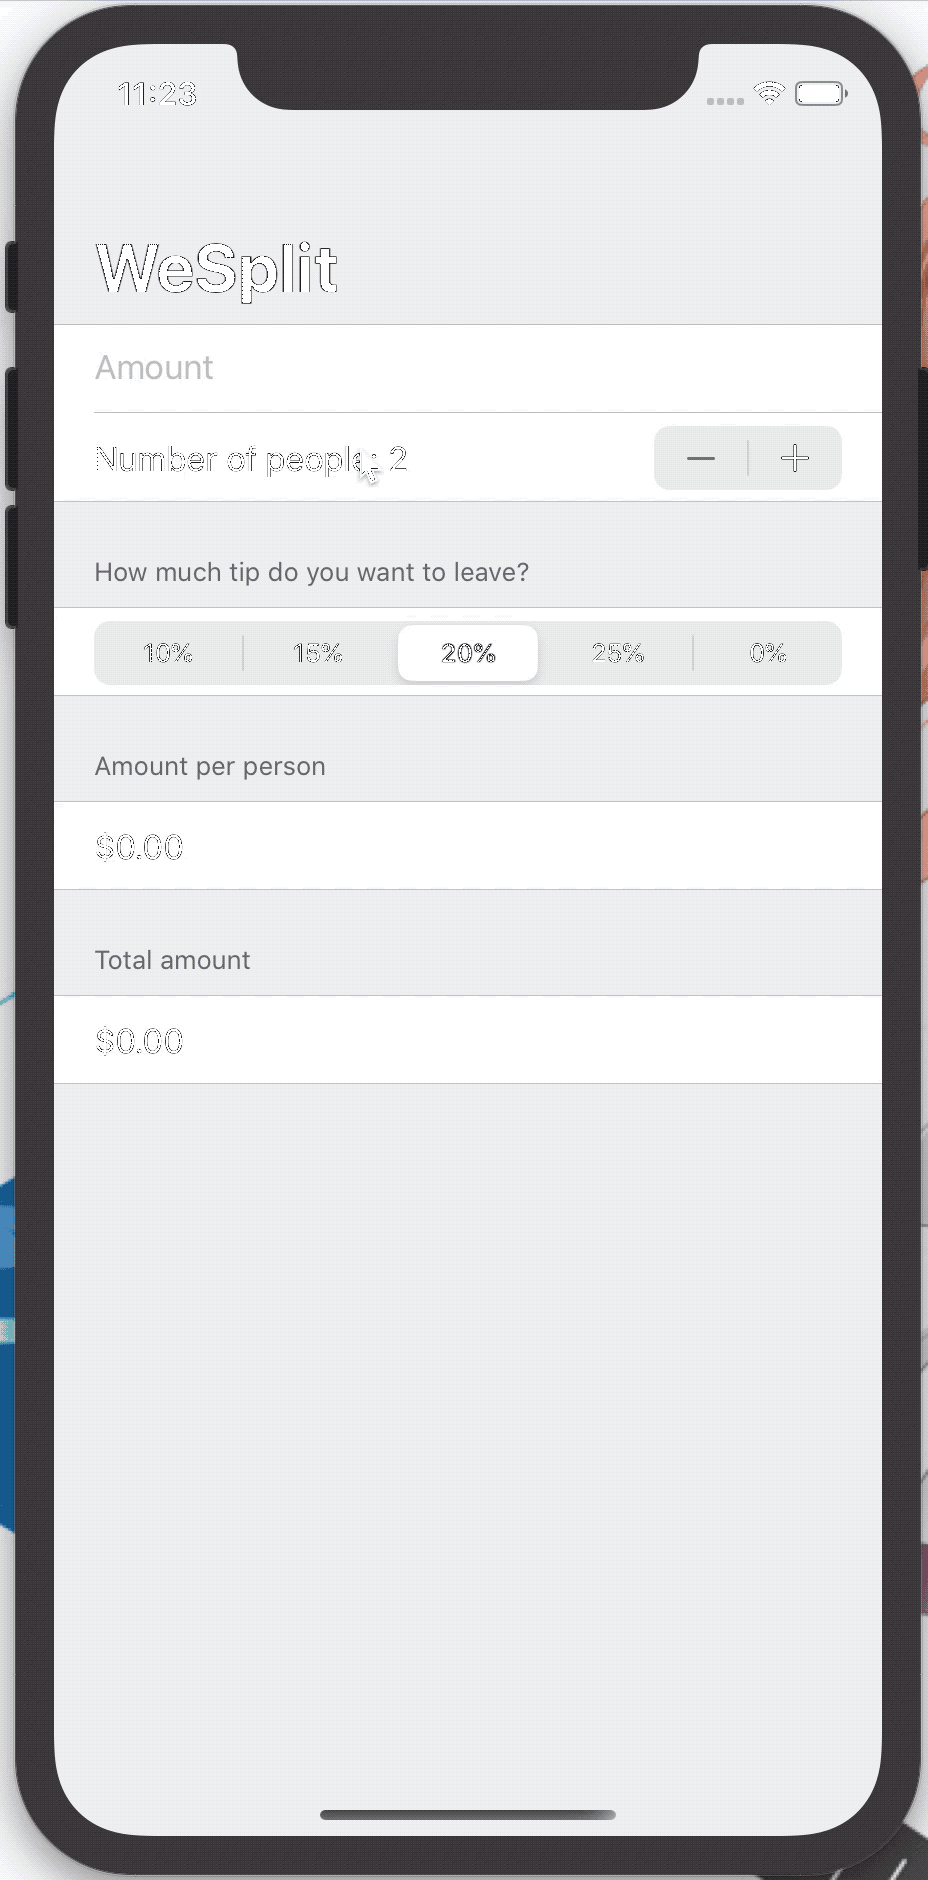 11:23
WeSplit
Amount
Number of people: 2
How much tip do you want to leave?
10% 15% 20% 25% 0%
Amount per person
$0.00
Total amount
$0.00